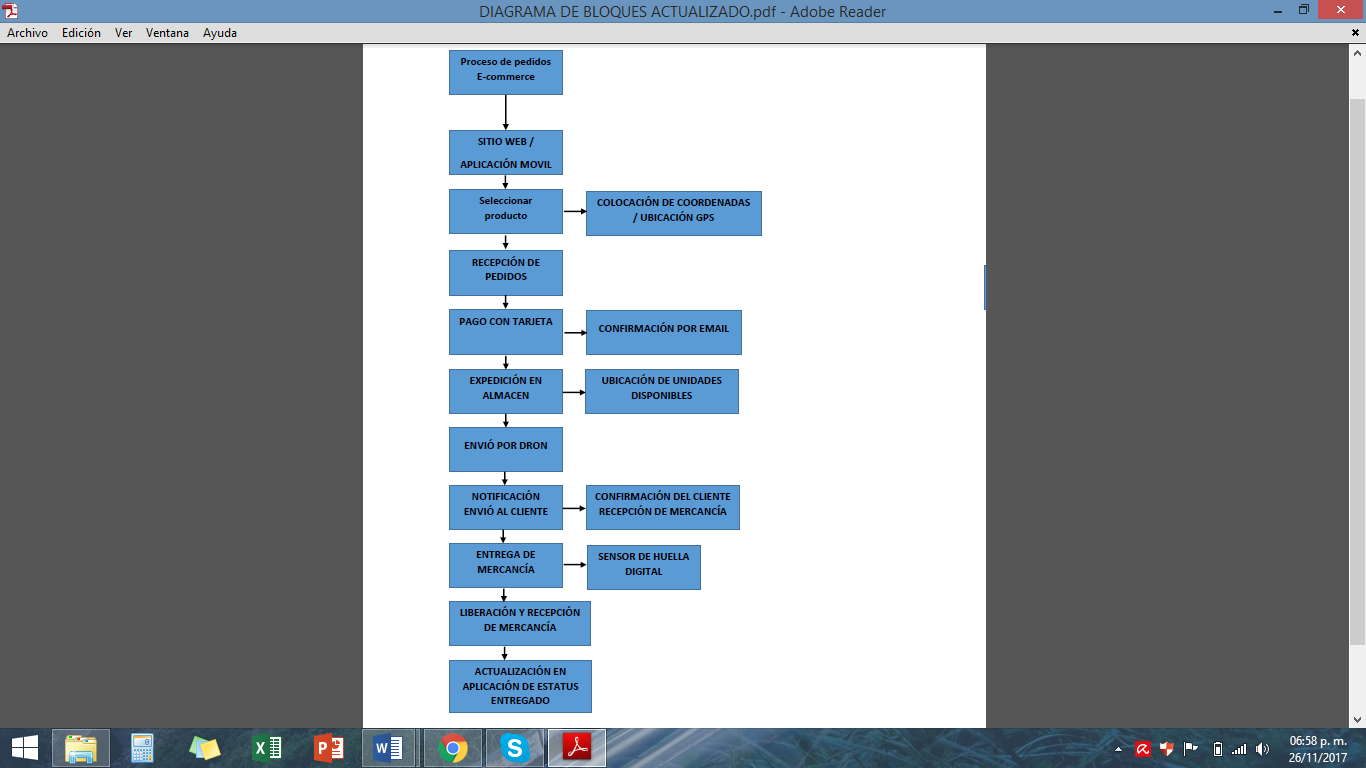 DIAGRAMA DE BLOQUES ACTUALIZADO.pdf - Adobe Reader
Archivo Edición Ver Ventana Ayuda
Proceso de pedidos
E-commerce
SITIO WEB /
APLICACIÓN MOVIL
Seleccionar
producto
COLOCACIÓN DE COORDENADAS
/ UBICACIÓN GPS
RECEPCIÓN DE
PEDIDOS
PAGO CON TARJETA
CONFIRMACIÓN POR EMAIL
EXPEDICIÓN EN
ALMACEN
UBICACIÓN DE UNIDADES
DISPONIBLES
ENVIÓ POR DRON
NOTIFICACIÓN
ENVIÓ AL CLIENTE
CONFIRMACIÓN DEL CLIENTE
RECEPCIÓN DE MERCANCÍA
ENTREGA DE
MERCANCÍA
SENSOR DE HUELLA
DIGITAL
LIBERACIÓN Y RECEPCIÓN
DE MERCANCÍA
ACTUALIZACIÓN EN
APLICACIÓN DE ESTATUS
ENTREGADO
06:58 p. m.
26/11/2017